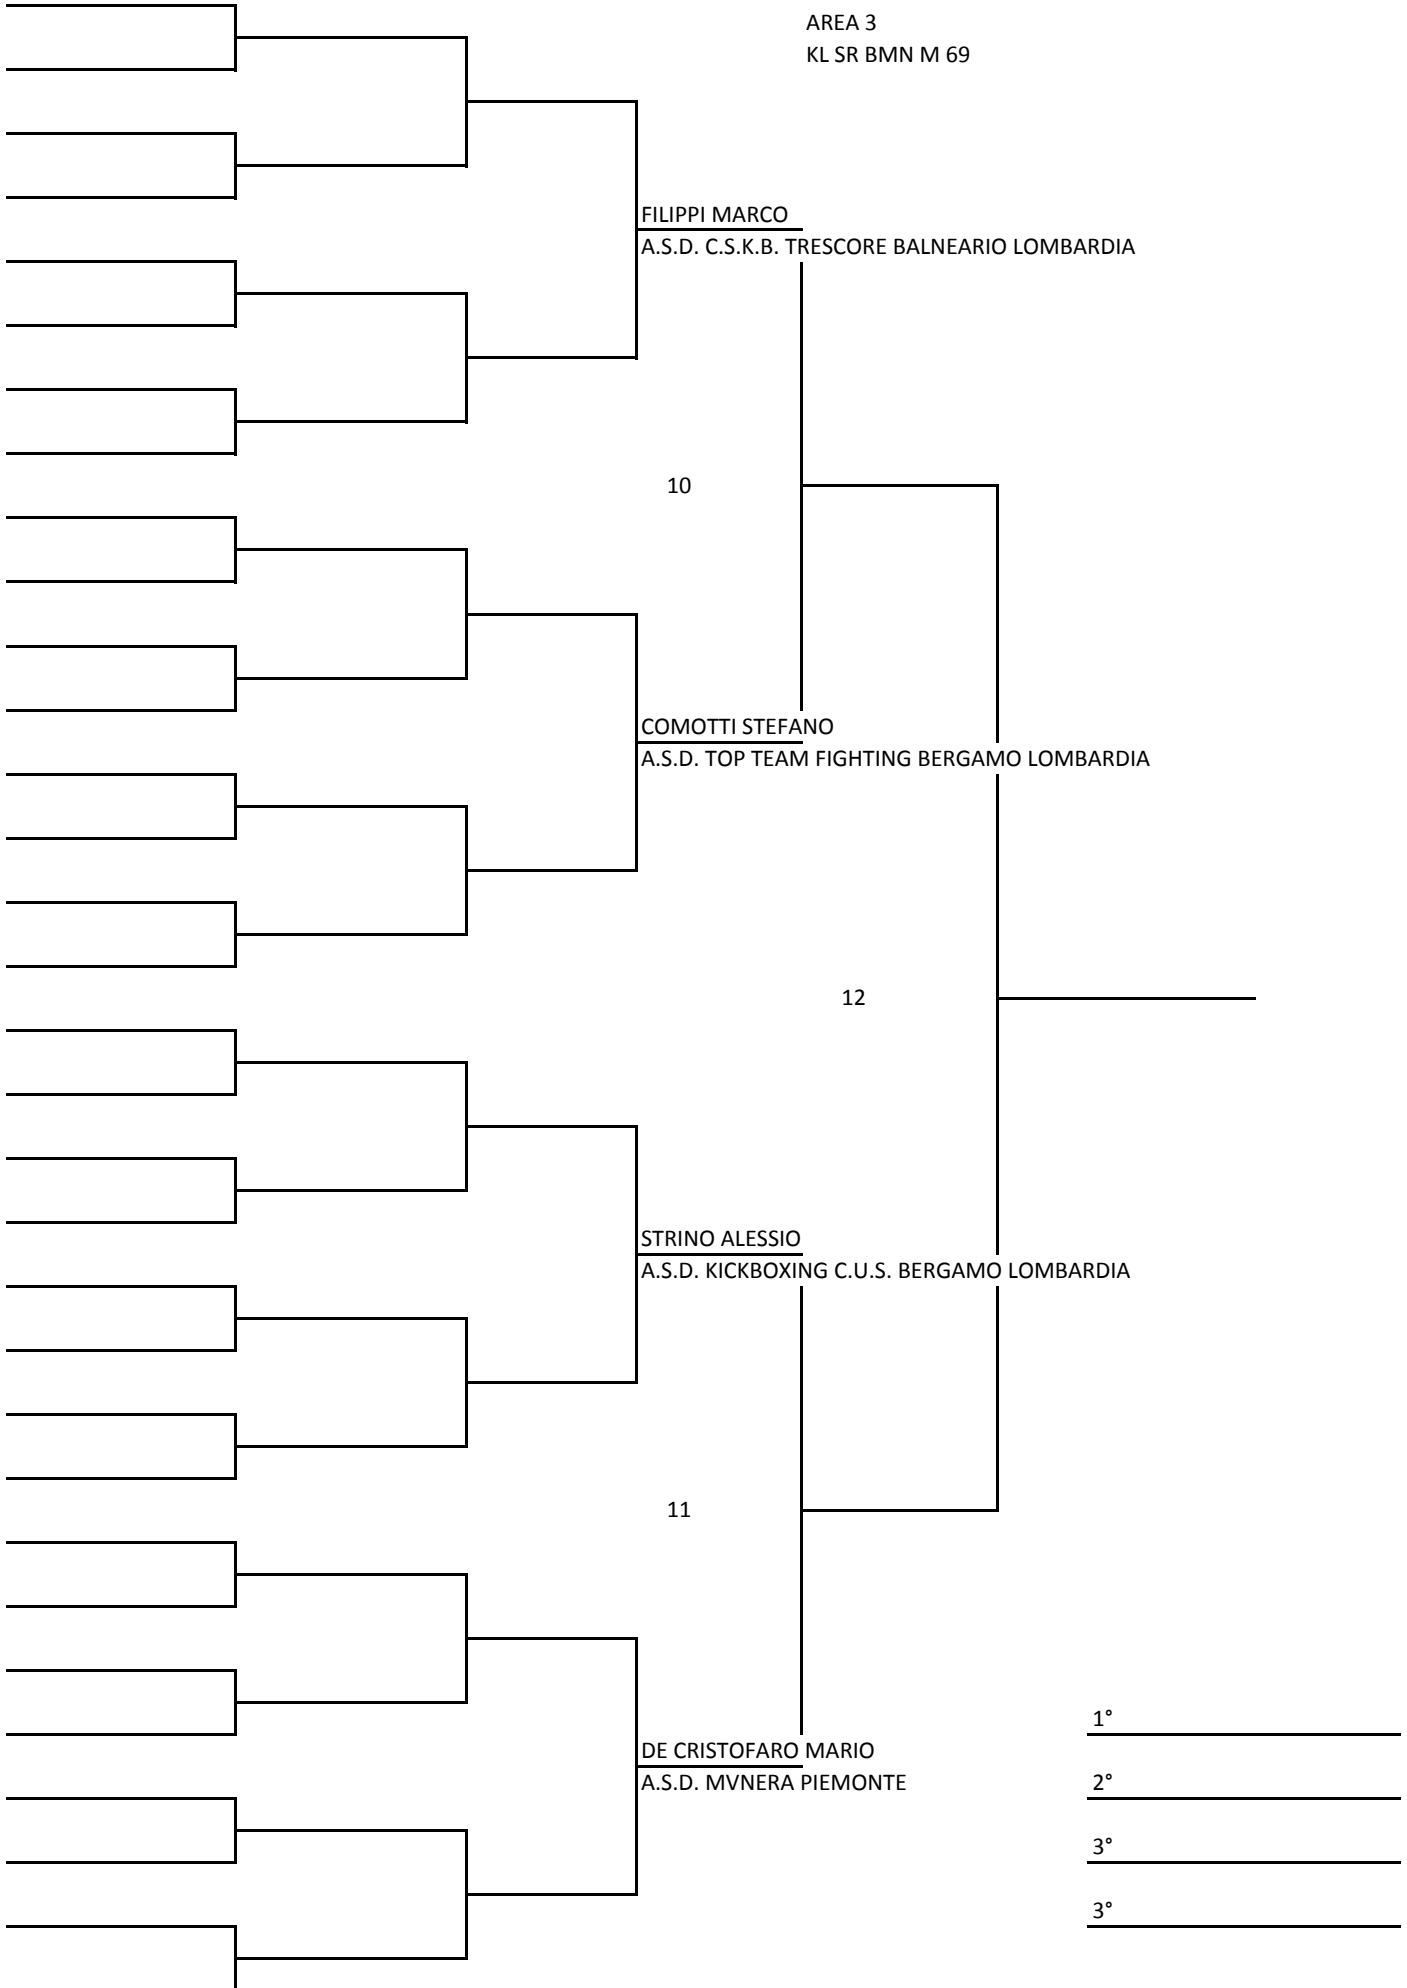 AREA 3
KL SR BMN M 69
FILIPPI MARCO
A.S.D. C.S.K.B. TRESCORE BALNEARIO LOMBARDIA
10
COMOTTI STEFANO
A.S.D. TOP TEAM FIGHTING BERGAMO LOMBARDIA
12
STRINO ALESSIO
A.S.D. KICKBOXING C.U.S. BERGAMO LOMBARDIA
11
DE CRISTOFARO MARIO
A.S.D. MVNERA PIEMONTE
1°
2°
3°
3°